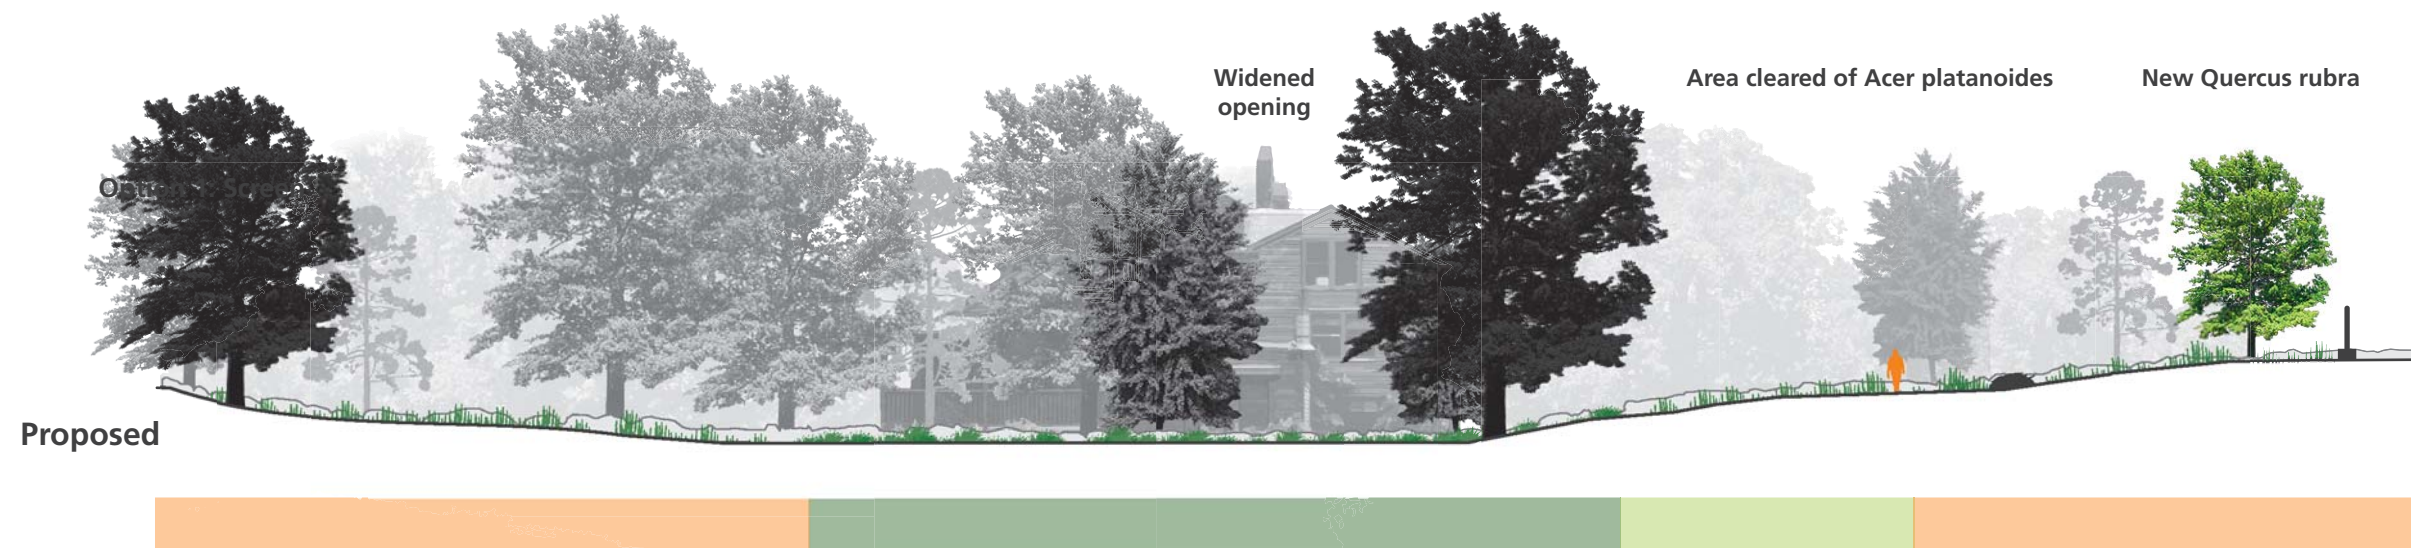 Widened
opening
Area cleared of Acer platanoides
New Quercus rubra
Proposed